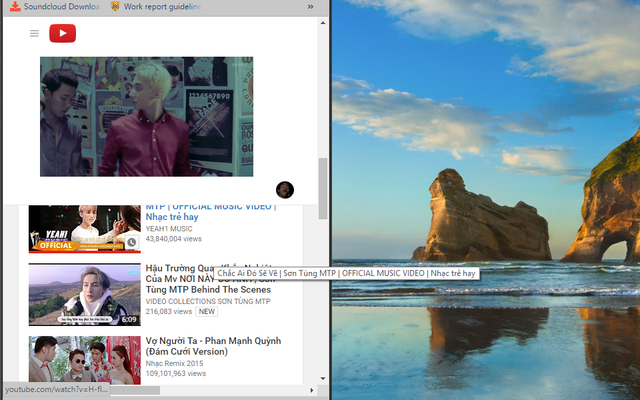 Soundcloud Downloa
Work report guideline
»
1234567890
MTP | OFFICIAL MUSIC VIDEO |
Nhạc trẻ hay
YEAH1 MUSIC
43,840,004 views
YEAH!
OFFICIAL
Hậu Trường Qua
Của Mv NƠI NÀY
Tùng MTP Behind The Scenes
VIDEO COLLECTIONS SƠN TÙNG MTP
216,083 views NEW
6:09
Chắc Ai Đó Sẽ Về | Sơn Tùng MTP | OFFICIAL MUSIC VIDEO | Nhạc trẻ hay
Vợ Người Ta - Phan Mạnh Quỳnh
(Đám Cưới Version)
Nhạc Remix 2015
109,101,963 views
youtube.com/watch?v=H-fl...